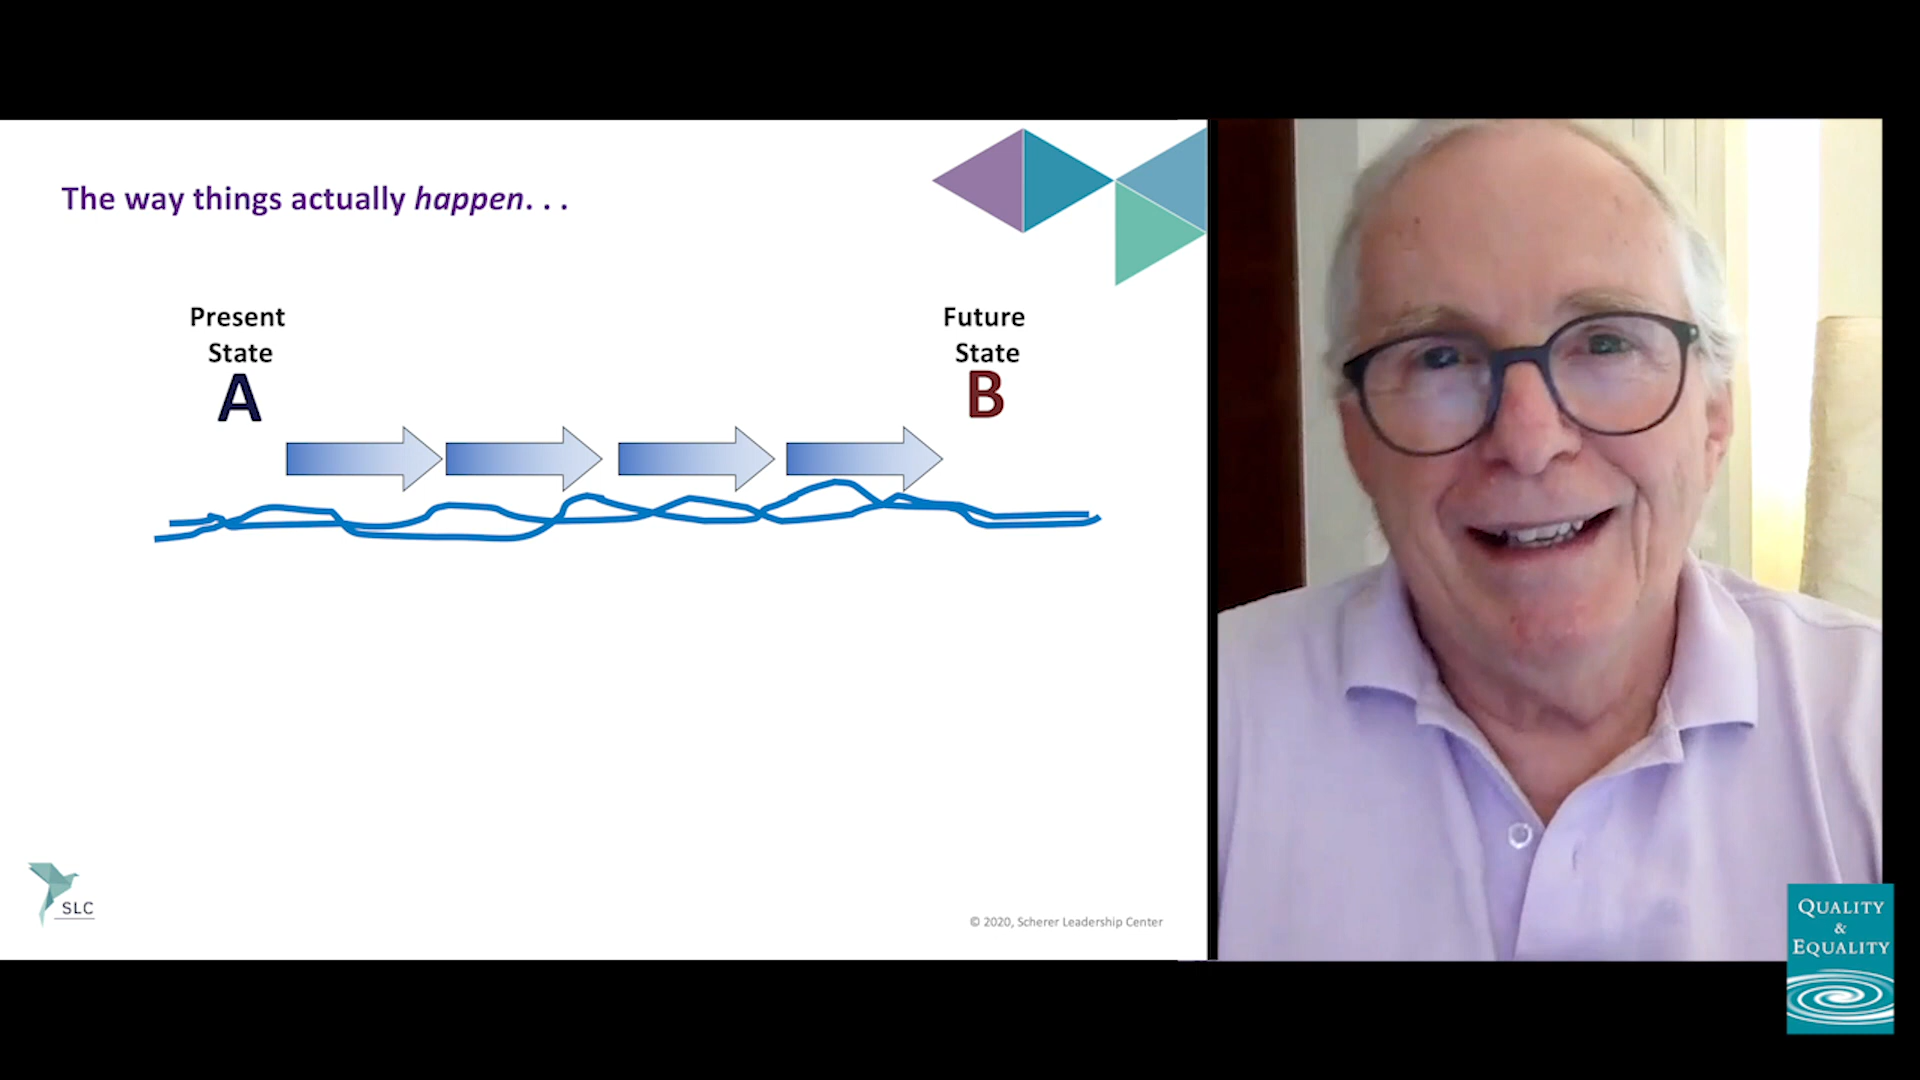 The way things actually happen. . .
Present
State
A
Future
State
B
SLC
© 2020, Scherer Leadership Center
QUALITY
&
EQUALITY